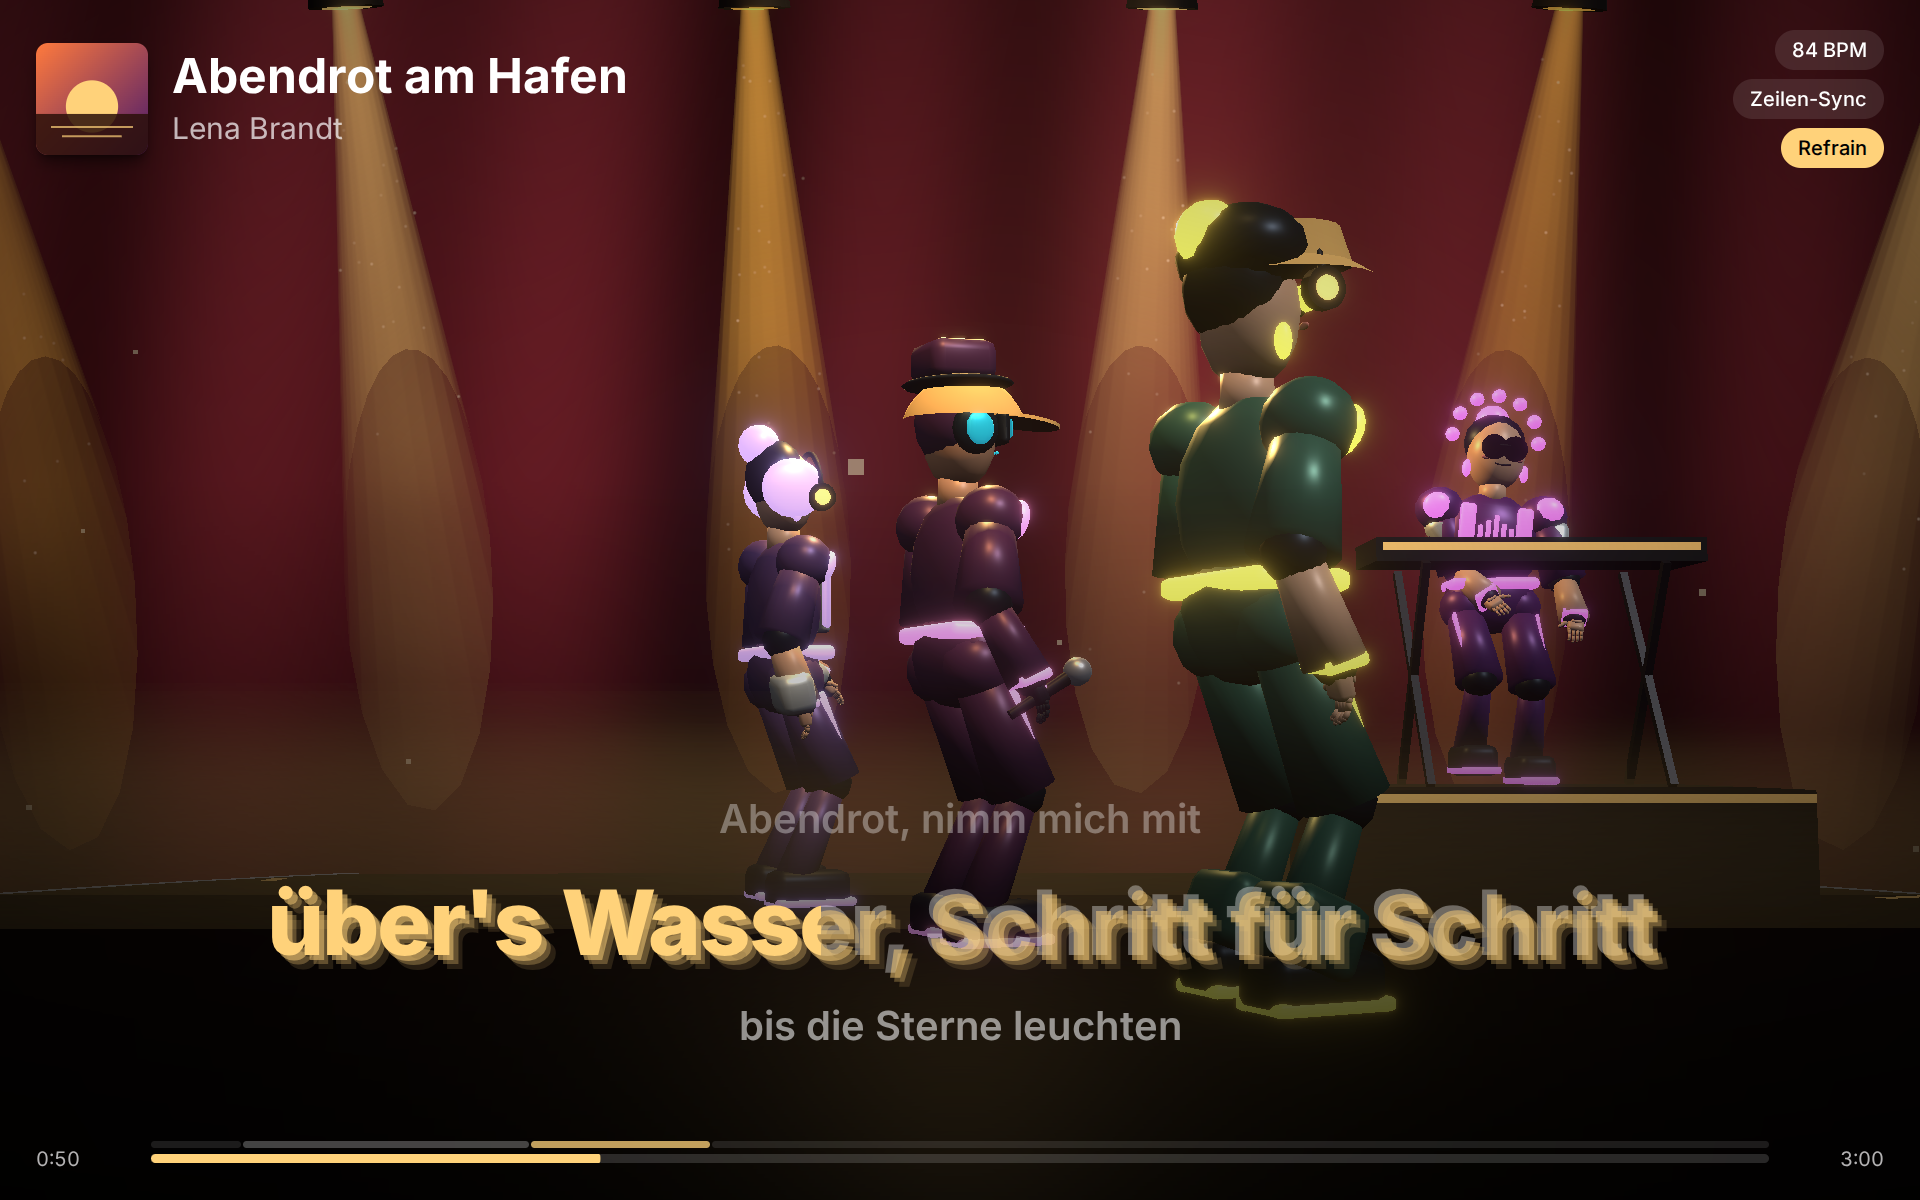 Abendrot am Hafen
Lena Brandt
84 BPM
Zeilen-Sync
Refrain
Abendrot, nimm mich mit
über's Wasser, Schritt für Schritt
bis die Sterne leuchten
0:50
3:00